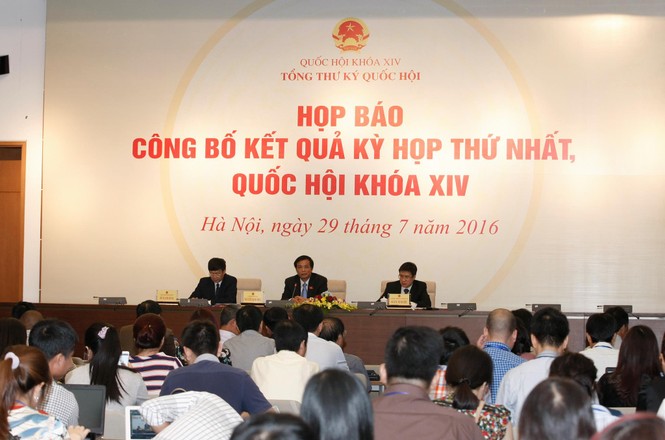 QUỐC HỘI KHÓA XIV
TỔNG THƯ KÝ QUỐC HỘI
HỌP BÁO
CÔNG BỐ KẾT QUẢ KỲ HỌP THỨ NHẤT,
QUỐC HỘI KHÓA XIV
Hà Nội, ngày 29 tháng 7 năm 2016